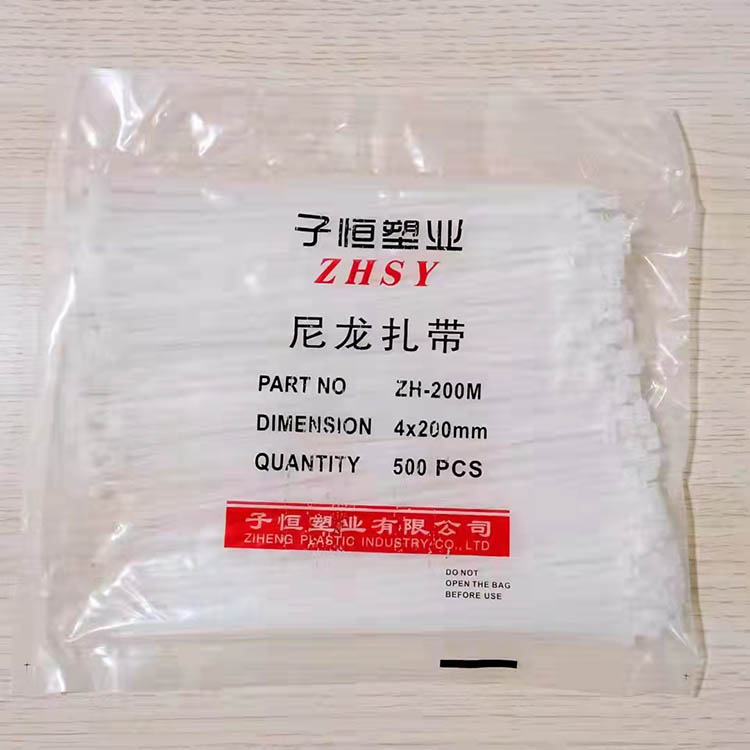 子恒塑业
ZHSY
尼龙扎带
PART NO ZH-200M
DIMENSION 4x200mm
QUANTITY 500 PCS
子恒塑业有限公司
ZIHENG PLASTIC INDUSTRY CO.,LTD
DO NOT
OPEN THE BAG
BEFORE USE